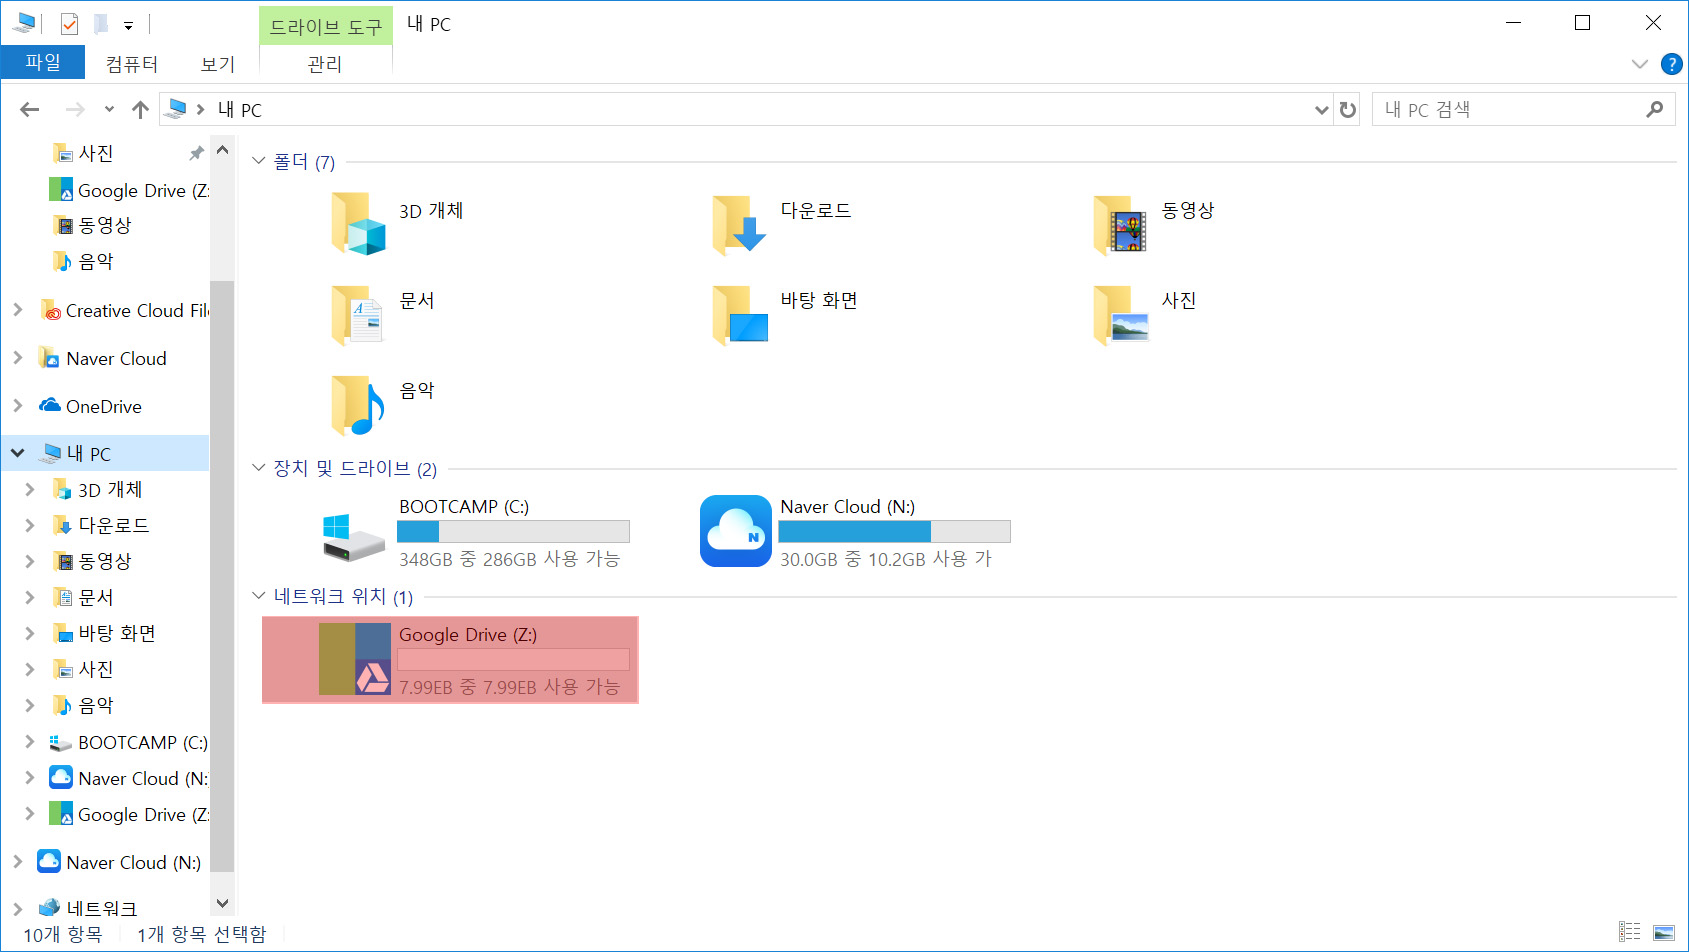 드라이브 도구
내 PC
파일
컴퓨터
보기
관리
?
내 PC
내 PC 검색
사진
Google Drive (Z:
동영상
음악
Creative Cloud Fil
Naver Cloud
OneDrive
내 PC
3D 개체
다운로드
동영상
문서
바탕 화면
사진
음악
BOOTCAMP (C:)
Naver Cloud (N:
Google Drive (Z:
Naver Cloud (N:)
네트워크
폴더 (7)
3D 개체
다운로드
동영상
A
문서
바탕 화면
사진
음악
장치 및 드라이브 (2)
BOOTCAMP (C:)
348GB 중 286GB 사용 가능
N
Naver Cloud (N:)
30.0GB 중 10.2GB 사용 가
네트워크 위치 (1)
Google Drive (Z:)
7.99EB 중 7.99EB 사용 가능
10개 항목
1개 항목 선택함